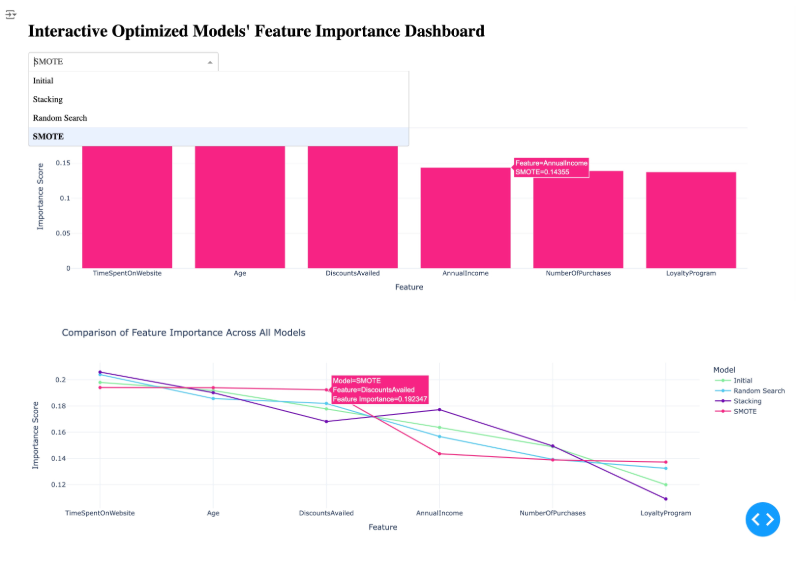 Interactive Optimized Models' Feature Importance Dashboard
SMOTE
Initial
Stacking
Random Search
SMOTE
Importance Score
0.15
0.1
0.05
0
Feature=AnnualIncome
SMOTE=0.14355
TimeSpentOnWebsite Age DiscountsAvailed AnnualIncome NumberOfPurchases LoyaltyProgram
Feature
Comparison of Feature Importance Across All Models
Importance Score
0.2
0.18
0.16
0.14
0.12
Model=SMOTE
Feature=DiscountsAvailed
Feature Importance=0.192347
Model
Initial
Random Search
Stacking
SMOTE
TimeSpentOnWebsite Age DiscountsAvailed AnnualIncome NumberOfPurchases LoyaltyProgram
Feature